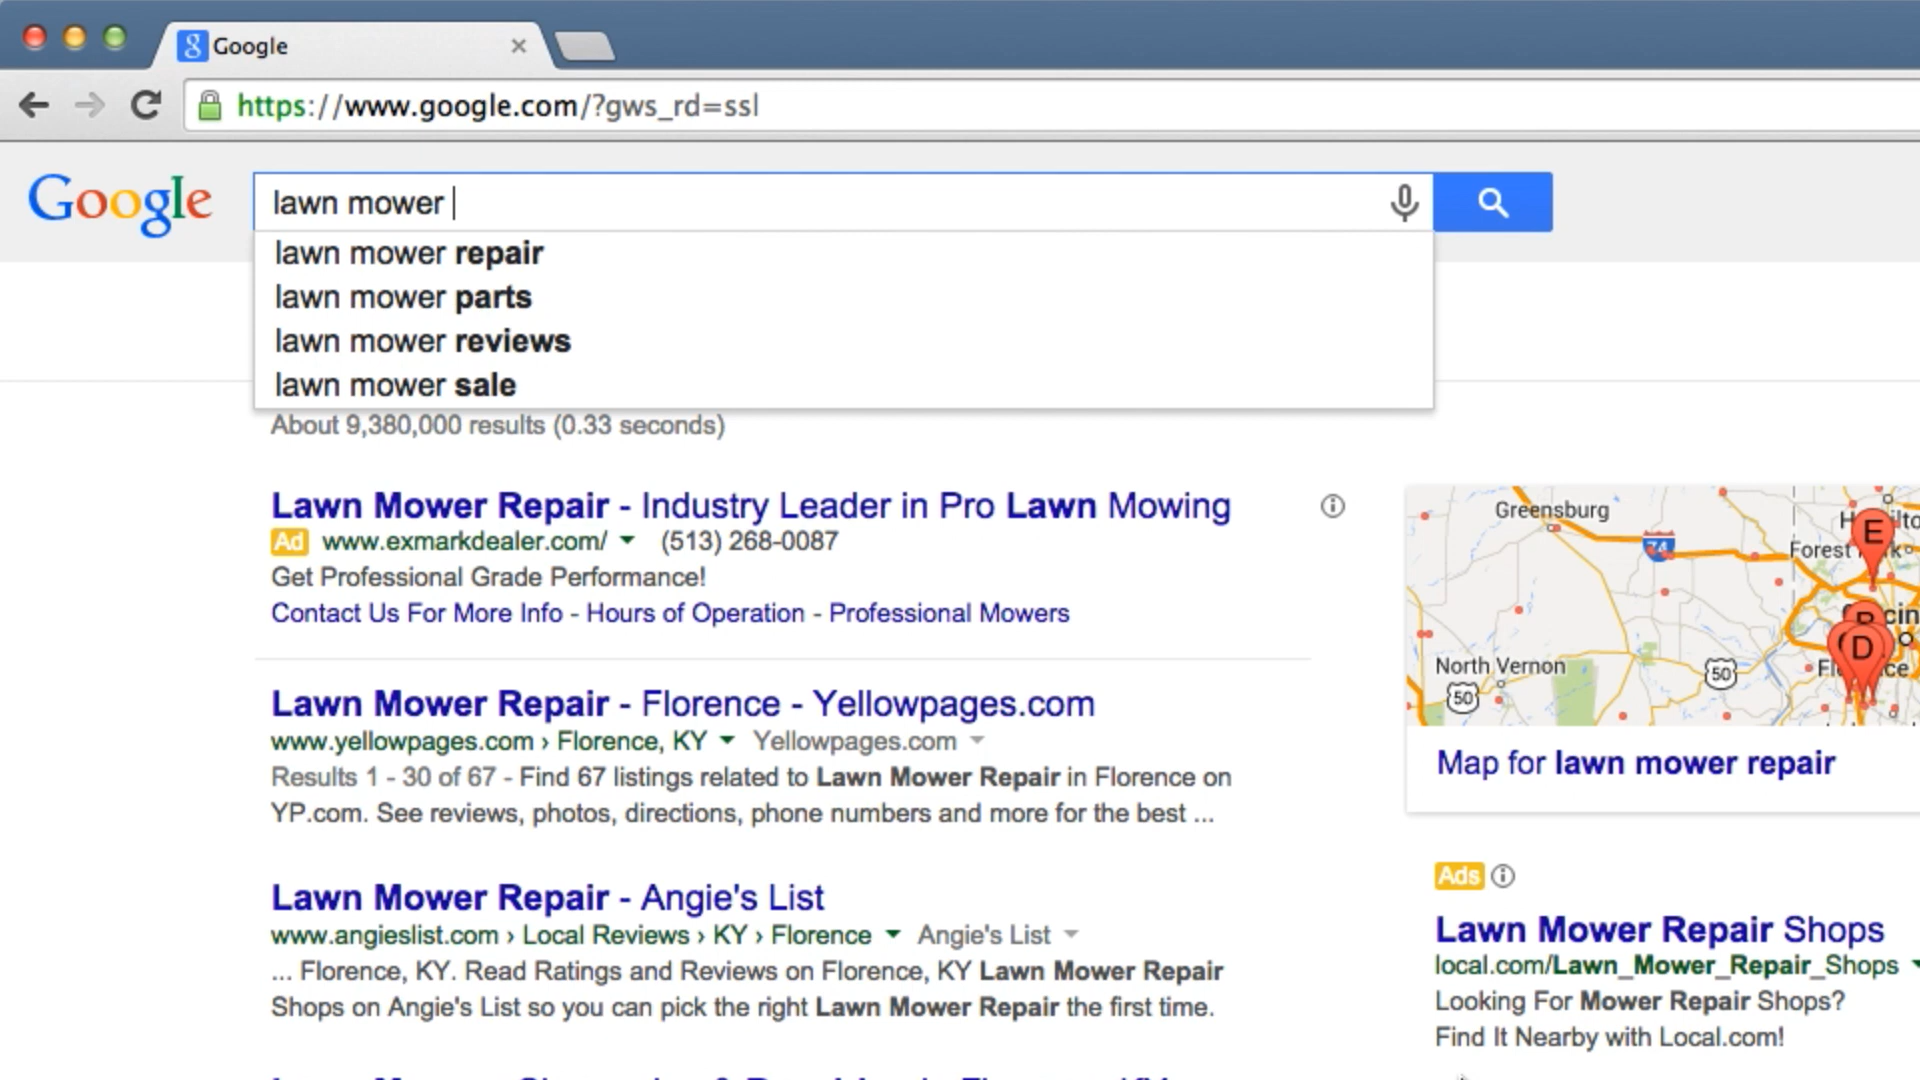 Google
https://www.google.com/?gws_rd=ssl
Google
lawn mower
lawn mower repair
lawn mower parts
lawn mower reviews
lawn mower sale
About 9,380,000 results (0.33 seconds)
Lawn Mower Repair - Industry Leader in Pro Lawn Mowing
Ad www.exmarkdealer.com/ (513) 268-0087
Get Professional Grade Performance!
Contact Us For More Info - Hours of Operation - Professional Mowers
Lawn Mower Repair - Florence - Yellowpages.com
www.yellowpages.com › Florence, KY Yellowpages.com
Results 1 - 30 of 67 - Find 67 listings related to Lawn Mower Repair in Florence on
YP.com. See reviews, photos, directions, phone numbers and more for the best ...
Lawn Mower Repair - Angie's List
www.angieslist.com › Local Reviews › KY › Florence Angie's List
... Florence, KY. Read Ratings and Reviews on Florence, KY Lawn Mower Repair
Shops on Angie's List so you can pick the right Lawn Mower Repair the first time.
Greensburg
74
E
Forest
B
D
North Vernon
50
50
Map for lawn mower repair
Ads
Lawn Mower Repair Shops
local.com/Lawn_Mower_Repair_Shops
Looking For Mower Repair Shops?
Find It Nearby with Local.com!